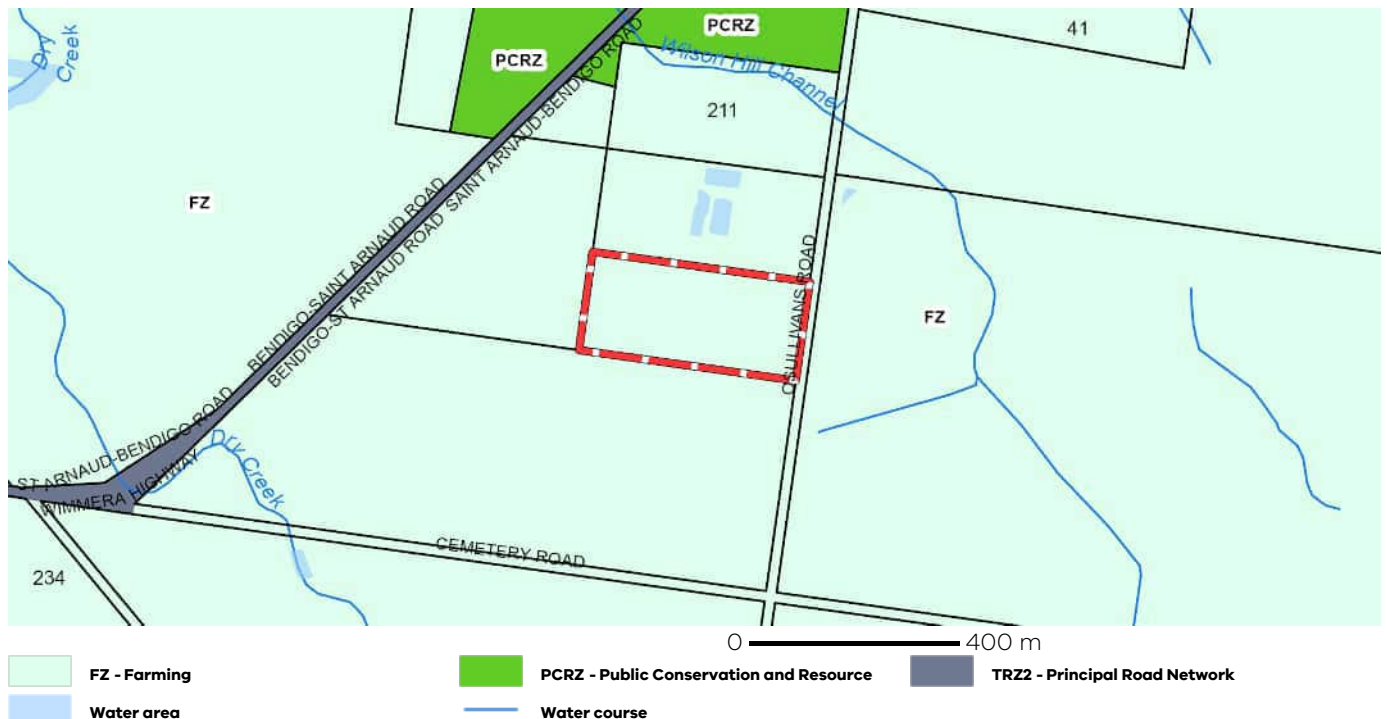 PCRZ
41
Dry
Creek
PCRZ
Wilson Hill Channel
211
SAINT ARNAUD-BENDIGO ROAD
FZ
BENDIGO-SAINT ARNAUD ROAD
BENDIGO-ST ARNAUD ROAD
OSULLIVANS ROAD
FZ
ST ARNAUD-BENDIGO ROAD
WIMMERA HIGHWAY
Dry Creek
CEMETERY ROAD
234
0 400 m
FZ - Farming
PCRZ - Public Conservation and Resource
TRZ2 - Principal Road Network
Water area
Water course